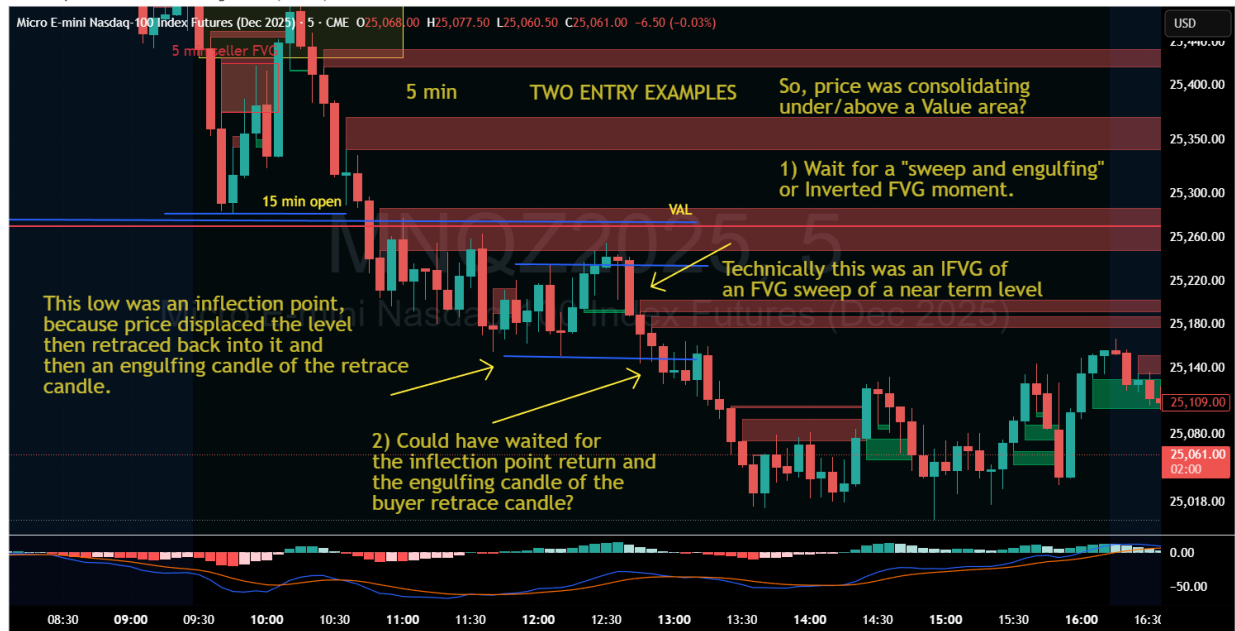 Micro E-mini Nasdaq-100 Index Futures (Dec 2025) · 5 · CME O25,068.00 H25,077.50 L25,060.50 C25,061.00 −6.50 (−0.03%)
USD
5 min seller FVG
5 min
TWO ENTRY EXAMPLES
So, price was consolidating
under/above a Value area?
1) Wait for a "sweep and engulfing"
or Inverted FVG moment.
15 min open
VAL
MNQZ2025, 5
Micro E-mini Nasdaq-100 Index Futures (Dec 2025)
Technically this was an IFVG of
an FVG sweep of a near term level
This low was an inflection point,
because price displaced the level
then retraced back into it and
then an engulfing candle of the retrace
candle.
2) Could have waited for
the inflection point return and
the engulfing candle of the
buyer retrace candle?
25,440.00
25,400.00
25,350.00
25,300.00
25,260.00
25,220.00
25,180.00
25,140.00
25,109.00
25,080.00
25,061.00
02:00
25,018.00
0.00
−50.00
08:30 09:00 09:30 10:00 10:30 11:00 11:30 12:00 12:30 13:00 13:30 14:00 14:30 15:00 15:30 16:00 16:30